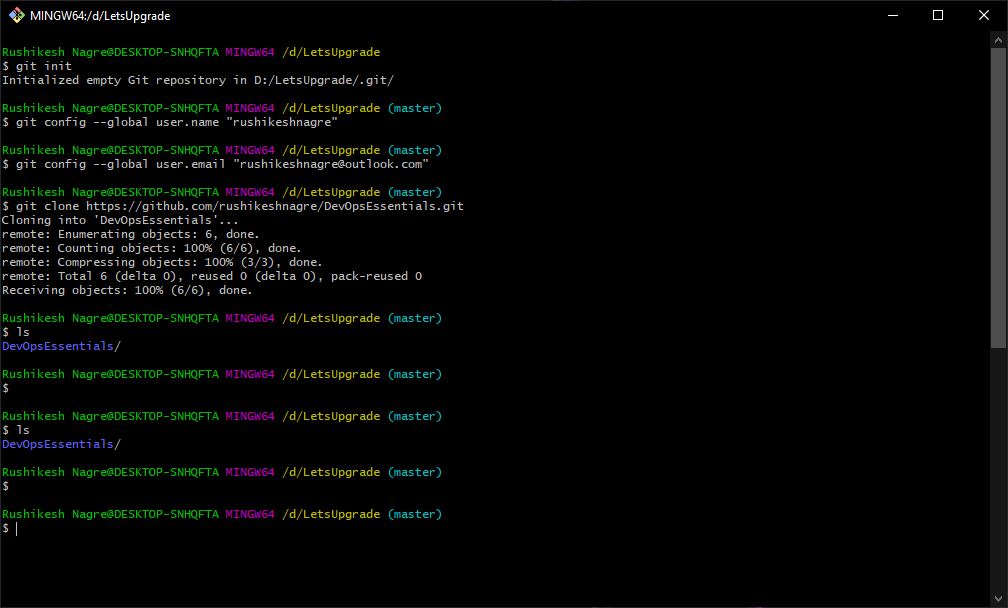 MINGW64:/d/LetsUpgrade
Rushikesh Nagre@DESKTOP-SNHQFTA MINGW64 /d/LetsUpgrade
$ git init
Initialized empty Git repository in D:/LetsUpgrade/.git/
Rushikesh Nagre@DESKTOP-SNHQFTA MINGW64 /d/LetsUpgrade (master)
$ git config --global user.name "rushikeshnagre"
Rushikesh Nagre@DESKTOP-SNHQFTA MINGW64 /d/LetsUpgrade (master)
$ git config --global user.email "rushikeshnagre@outlook.com"
Rushikesh Nagre@DESKTOP-SNHQFTA MINGW64 /d/LetsUpgrade (master)
$ git clone https://github.com/rushikeshnagre/DevOpsEssentials.git
Cloning into 'DevOpsEssentials'...
remote: Enumerating objects: 6, done.
remote: Counting objects: 100% (6/6), done.
remote: Compressing objects: 100% (3/3), done.
remote: Total 6 (delta 0), reused 0 (delta 0), pack-reused 0
Receiving objects: 100% (6/6), done.
Rushikesh Nagre@DESKTOP-SNHQFTA MINGW64 /d/LetsUpgrade (master)
$ ls
DevOpsEssentials/
Rushikesh Nagre@DESKTOP-SNHQFTA MINGW64 /d/LetsUpgrade (master)
$
Rushikesh Nagre@DESKTOP-SNHQFTA MINGW64 /d/LetsUpgrade (master)
$ ls
DevOpsEssentials/
Rushikesh Nagre@DESKTOP-SNHQFTA MINGW64 /d/LetsUpgrade (master)
$
Rushikesh Nagre@DESKTOP-SNHQFTA MINGW64 /d/LetsUpgrade (master)
$